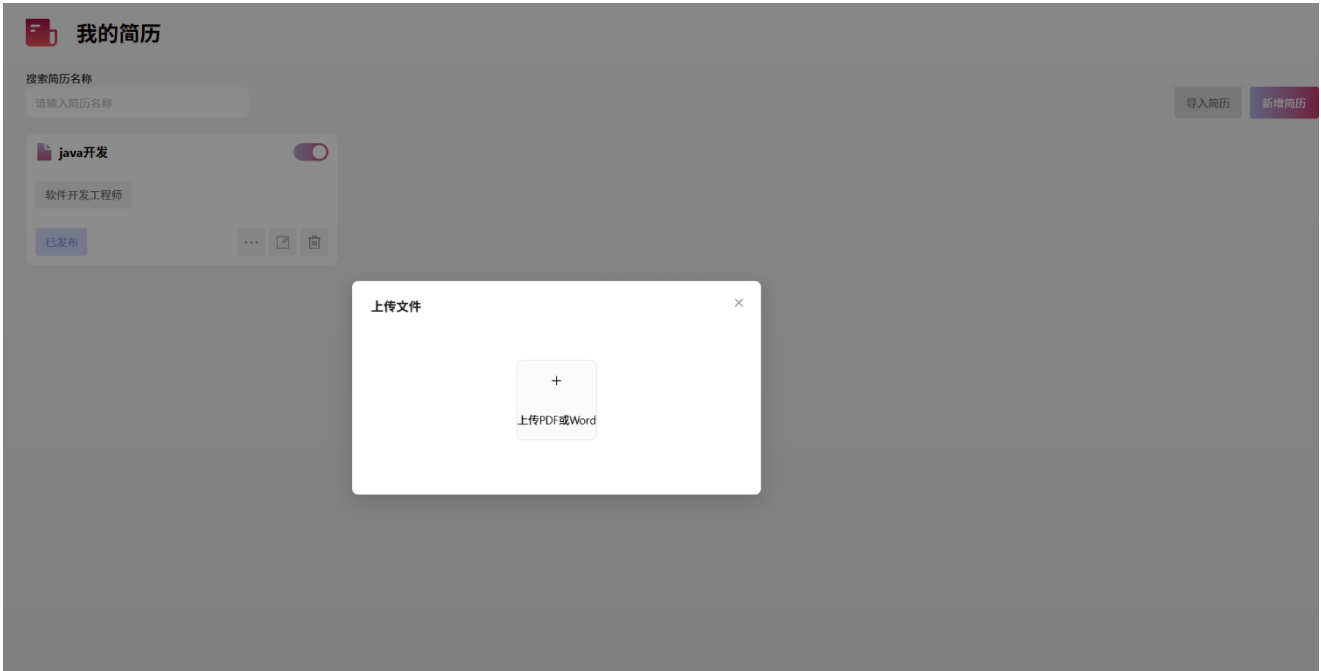 我的简历
搜索简历名称
请输入简历名称
导入简历 新增简历
java开发
软件开发工程师
已发布
上传文件
上传PDF或Word